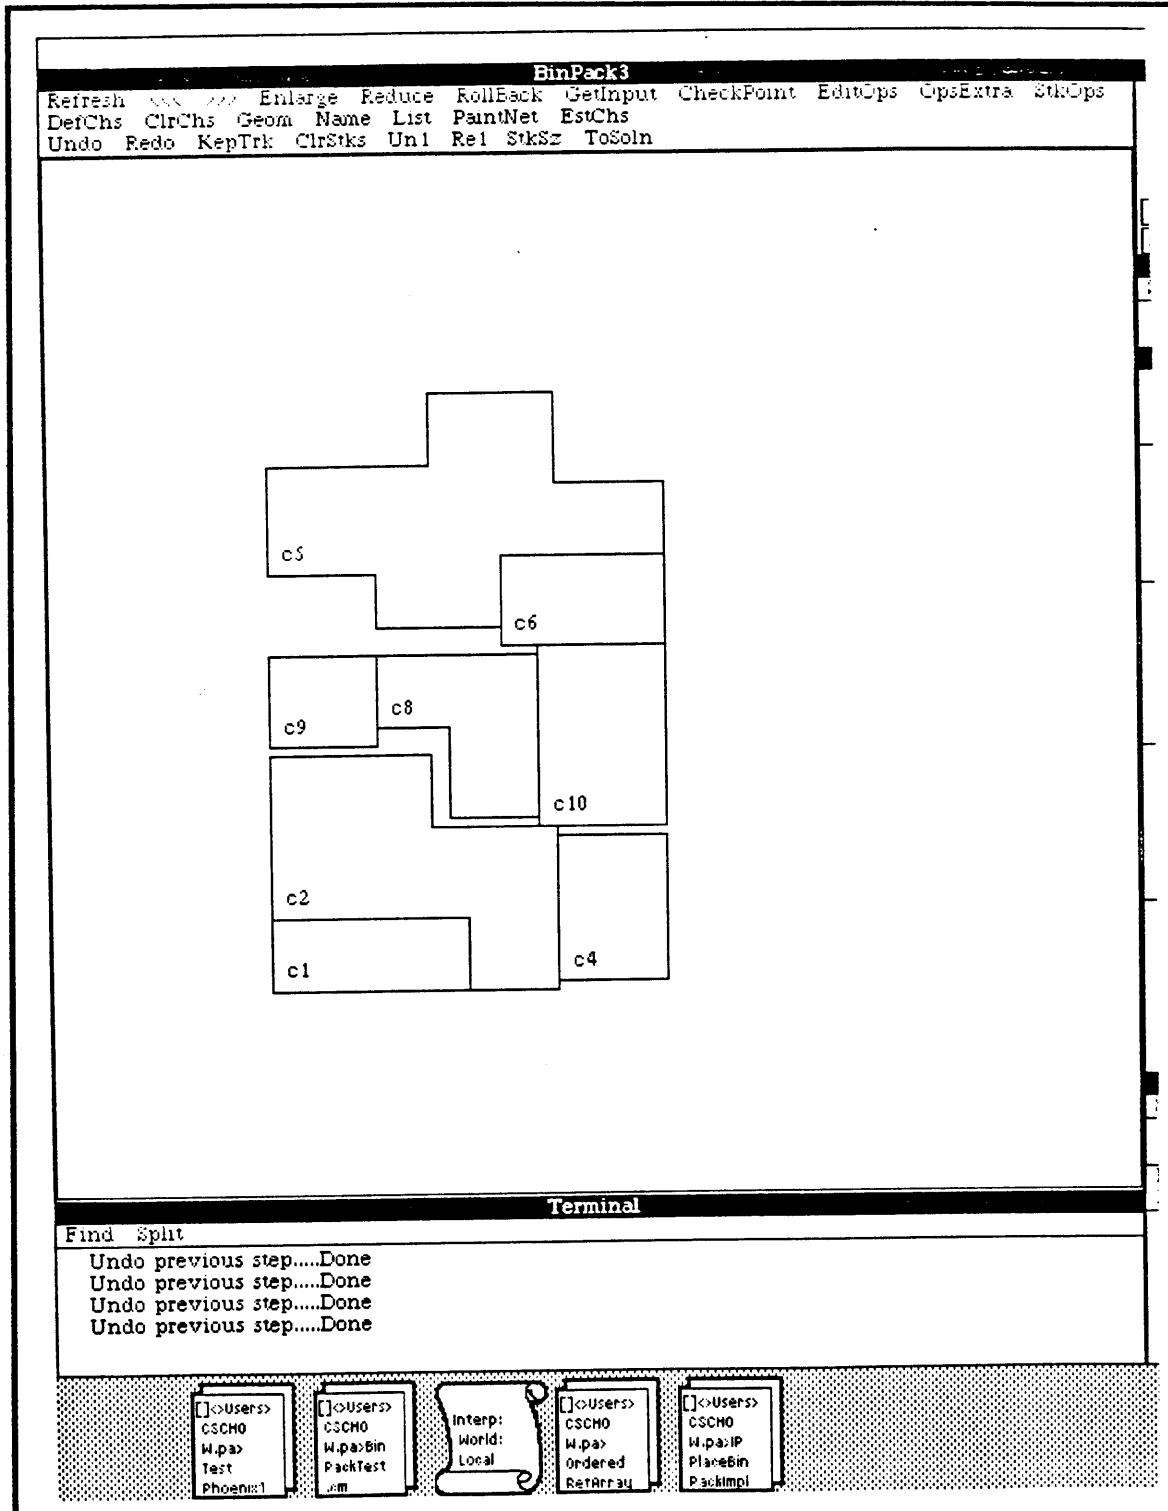 BinPack3
Refresh <<< >>> Enlarge Reduce RollBack GetInput CheckPoint EditOps OpsExtra StkOps
DefChs ClrChs Geom Name List PaintNet EstChs
Undo Redo KepTrk ClrStks Un1 Re1 StkSz ToSoln
c5
c6
c8
c9
c10
c2
c4
c1
Terminal
Find Split
Undo previous step.....Done
Undo previous step.....Done
Undo previous step.....Done
Undo previous step.....Done
[]<>Users>
CSCHO
W.pa>
Test
Phoenix1
[]<>Users>
CSCHO
W.pa>Bin
PackTest
.cm
Interp:
World:
Local
[]<>Users>
CSCHO
W.pa>
Ordered
RefArray
[]<>Users>
CSCHO
W.pa>IP
PlaceBin
PackImpl